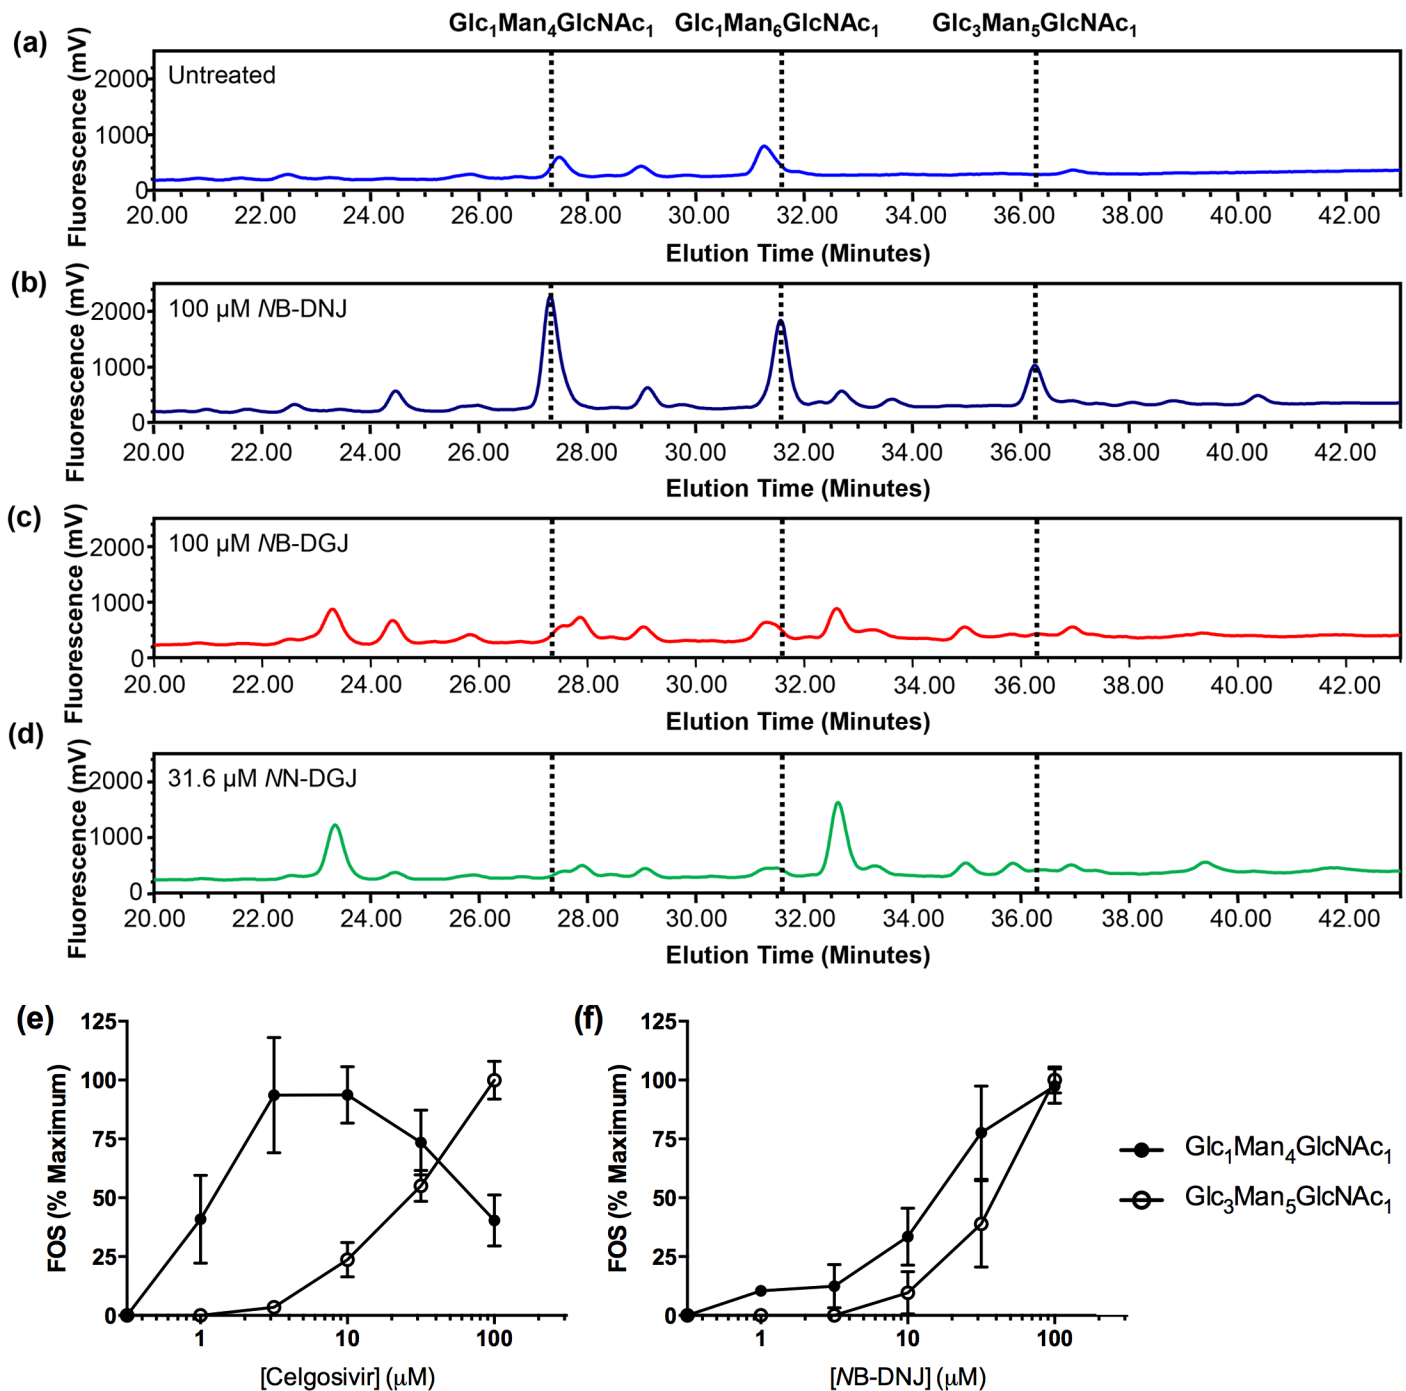 Glc1Man4GlcNAc1 Glc1Man6GlcNAc1 Glc3Man5GlcNAc1
(a)
Fluorescence (mV)
2000
1000
0
Untreated
20.00 22.00 24.00 26.00 28.00 30.00 32.00 34.00 36.00 38.00 40.00 42.00
Elution Time (Minutes)
(b)
Fluorescence (mV)
2000
1000
0
100 µM NB-DNJ
20.00 22.00 24.00 26.00 28.00 30.00 32.00 34.00 36.00 38.00 40.00 42.00
Elution Time (Minutes)
(c)
Fluorescence (mV)
2000
1000
0
100 µM NB-DGJ
20.00 22.00 24.00 26.00 28.00 30.00 32.00 34.00 36.00 38.00 40.00 42.00
Elution Time (Minutes)
(d)
Fluorescence (mV)
2000
1000
0
31.6 µM NN-DGJ
20.00 22.00 24.00 26.00 28.00 30.00 32.00 34.00 36.00 38.00 40.00 42.00
Elution Time (Minutes)
(e)
FOS (% Maximum)
125
100
75
50
25
0
1 10 100
[Celgosivir] (µM)
(f)
FOS (% Maximum)
125
100
75
50
25
0
1 10 100
[NB-DNJ] (µM)
Glc1Man4GlcNAc1
Glc3Man5GlcNAc1